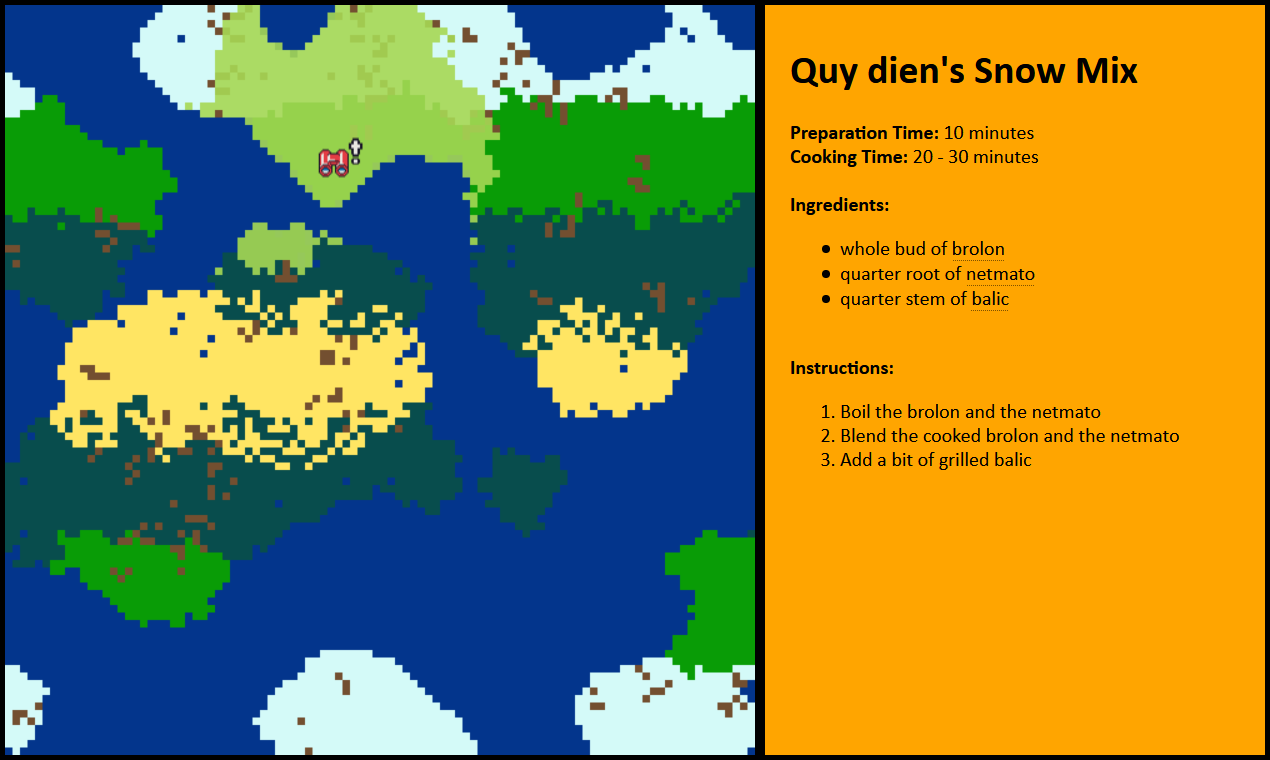 Quy dien's Snow Mix
Preparation Time: 10 minutes
Cooking Time: 20 - 30 minutes
Ingredients:
whole bud of brolon
quarter root of netmato
quarter stem of balic
Instructions:
1. Boil the brolon and the netmato
2. Blend the cooked brolon and the netmato
3. Add a bit of grilled balic